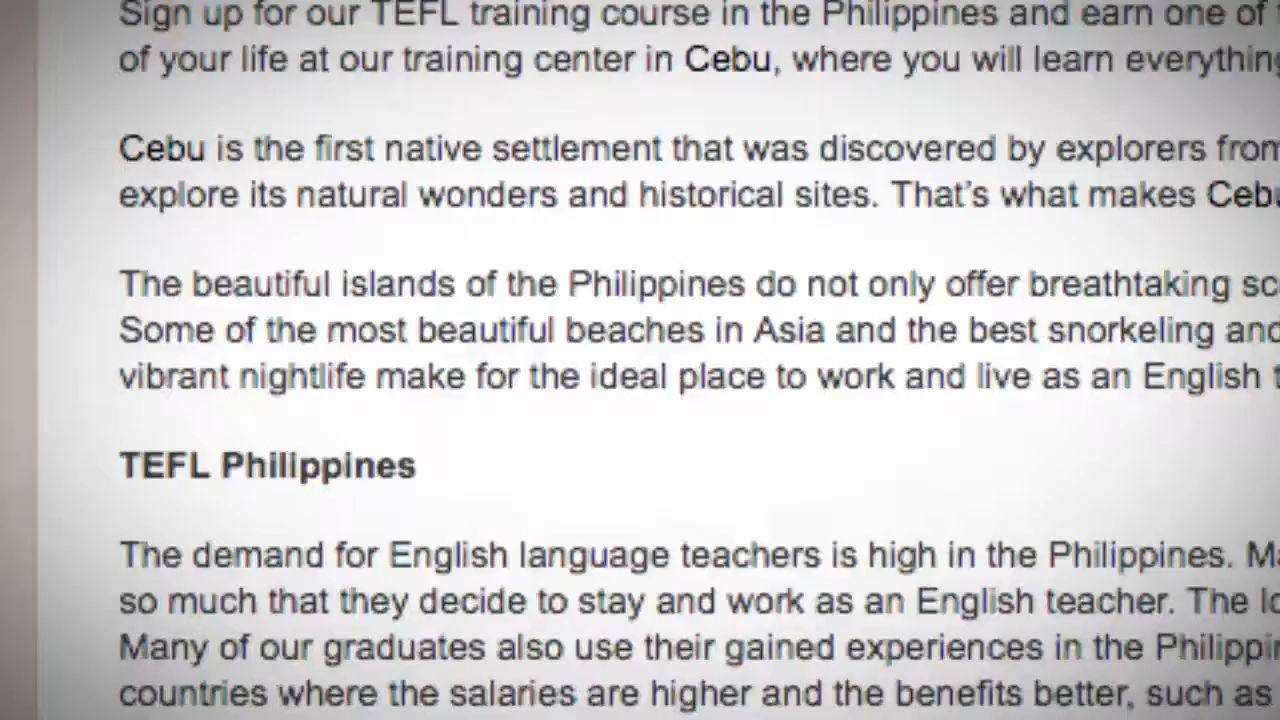 Sign up for our TEFL training course in the Philippines and earn one of
of your life at our training center in Cebu, where you will learn everything
Cebu is the first native settlement that was discovered by explorers from
explore its natural wonders and historical sites. That's what makes Cebu
The beautiful islands of the Philippines do not only offer breathtaking
Some of the most beautiful beaches in Asia and the best snorkeling and
vibrant nightlife make for the ideal place to work and live as an English
TEFL Philippines
The demand for English language teachers is high in the Philippines.
so much that they decide to stay and work as an English teacher. The
Many of our graduates also use their gained experiences in the
countries where the salaries are higher and the benefits better, such as